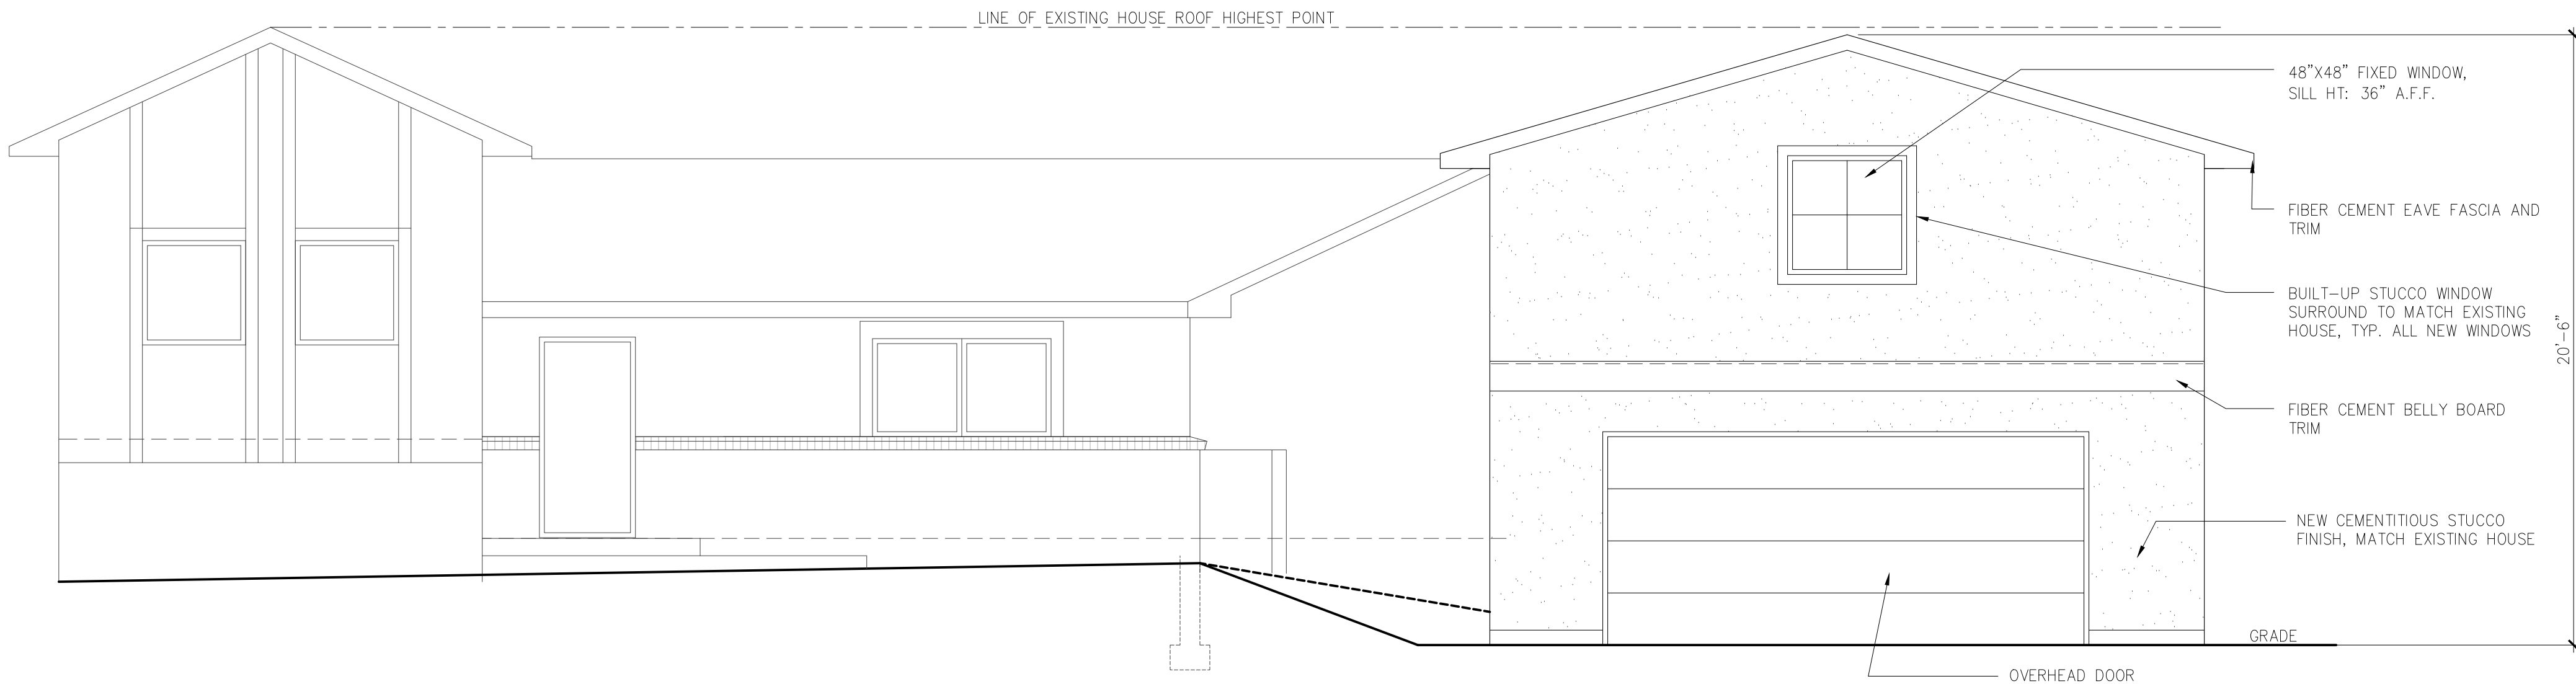 LINE OF EXISTING HOUSE ROOF HIGHEST POINT
48"X48" FIXED WINDOW,
SILL HT: 36" A.F.F.
FIBER CEMENT EAVE FASCIA AND
TRIM
BUILT-UP STUCCO WINDOW
SURROUND TO MATCH EXISTING
HOUSE, TYP. ALL NEW WINDOWS
20'-6"
FIBER CEMENT BELLY BOARD
TRIM
NEW CEMENTITIOUS STUCCO
FINISH, MATCH EXISTING HOUSE
GRADE
OVERHEAD DOOR